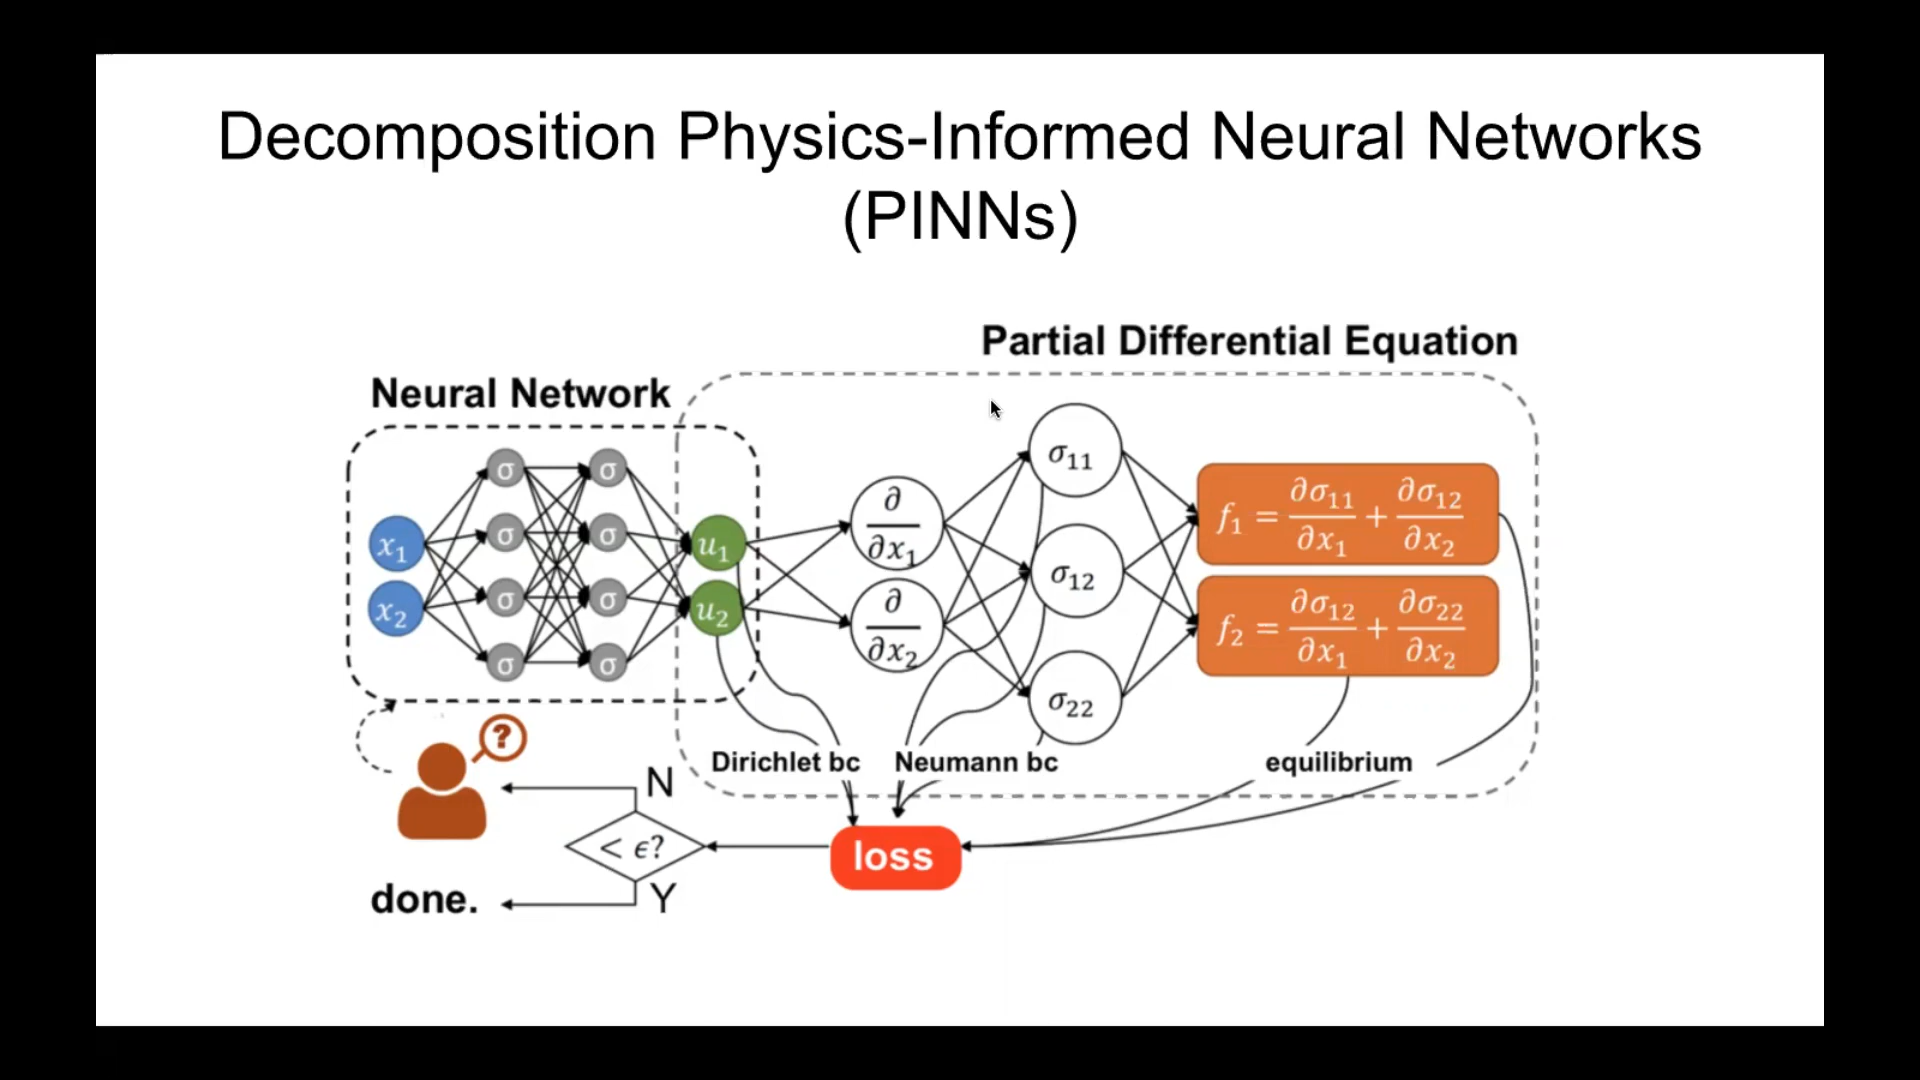 Decomposition Physics-Informed Neural Networks
(PINNs)
Partial Differential Equation
Neural Network
x₁
x₂
σ
σ
σ
σ
σ
σ
σ
σ
u₁
u₂
∂
∂x₁
∂
∂x₂
σ₁₁
σ₁₂
σ₂₂
f₁ = ∂σ₁₁/∂x₁ + ∂σ₁₂/∂x₂
f₂ = ∂σ₁₂/∂x₁ + ∂σ₂₂/∂x₂
?
Dirichlet bc
Neumann bc
equilibrium
N
< ϵ?
loss
Y
done.